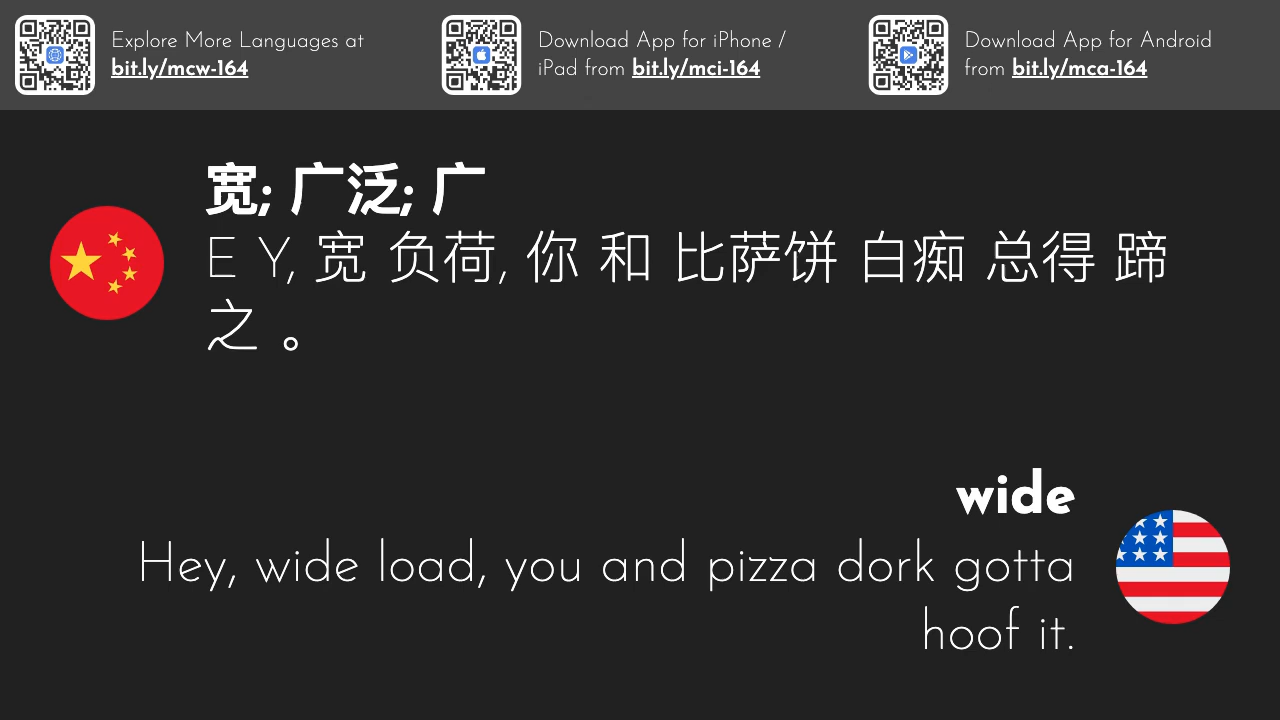 Explore More Languages at
bit.ly/mcw-164
Download App for iPhone /
iPad from bit.ly/mci-164
Download App for Android
from bit.ly/mca-164
宽; 广泛; 广
E Y, 宽 负荷, 你 和 比萨饼 白痴 总得 蹄
之 。
wide
Hey, wide load, you and pizza dork gotta
hoof it.